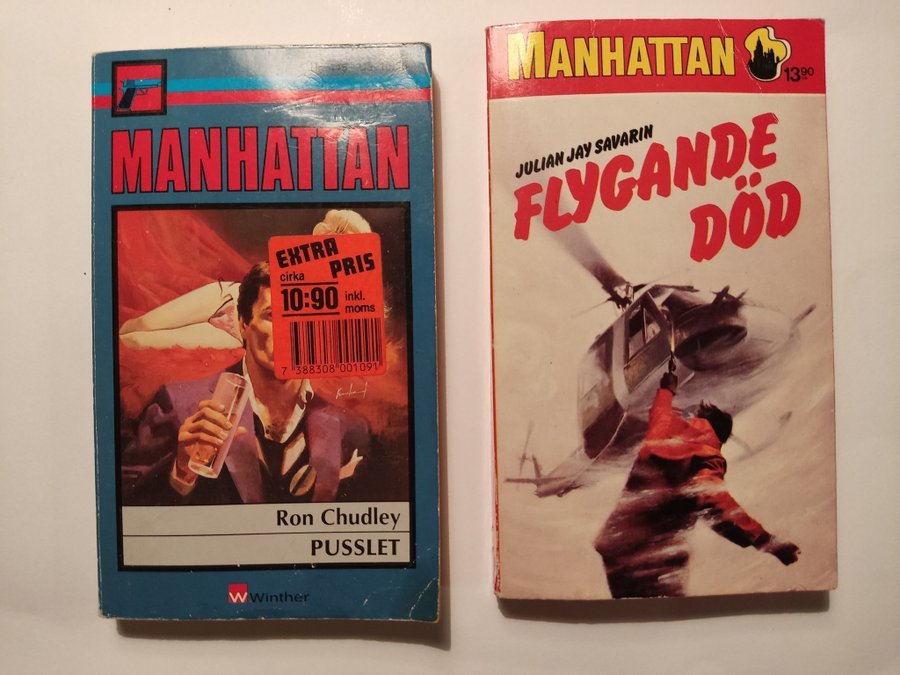 MANHATTAN
EXTRA
PRIS
cirka
10:90 inkl.
moms
7 388308 001091
Ron Chudley
PUSSLET
W Winther
MANHATTAN
13.90
JULIAN JAY SAVARIN
FLYGANDE
DÖD